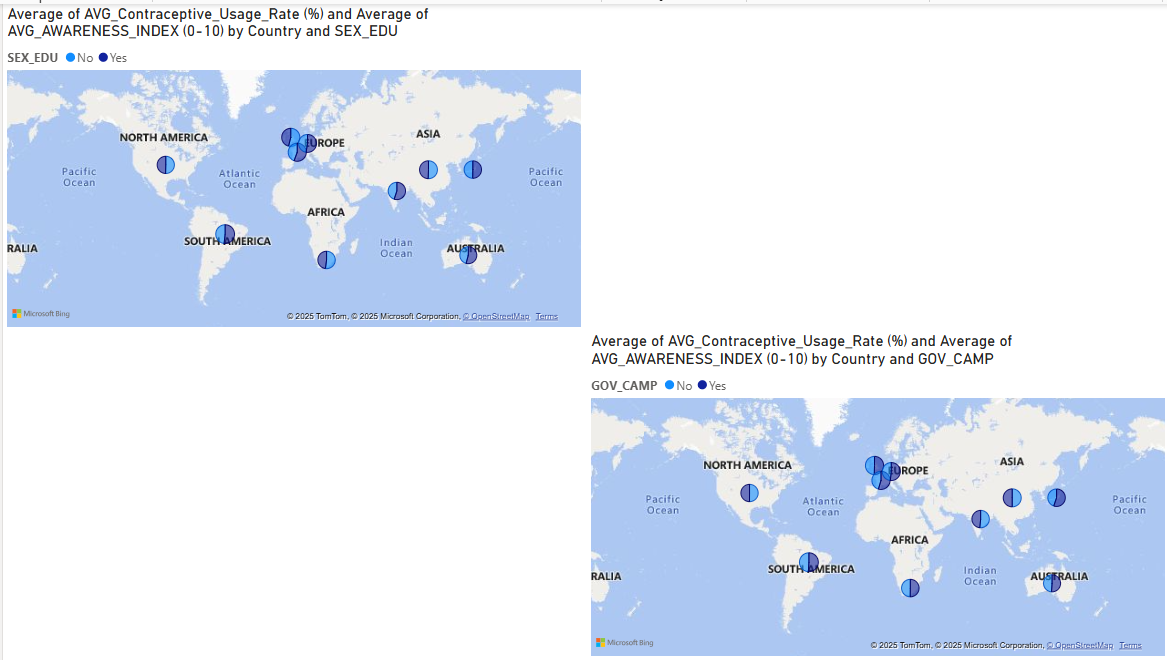 Average of AVG_Contraceptive_Usage_Rate (%) and Average of
AVG_AWARENESS_INDEX (0-10) by Country and SEX_EDU
SEX_EDU No Yes
NORTH AMERICA
EUROPE
ASIA
Pacific
Ocean
Atlantic
Ocean
Pacific
Ocean
AFRICA
SOUTH AMERICA
Indian
Ocean
RALIA
AUSTRALIA
Microsoft Bing
© 2025 TomTom, © 2025 Microsoft Corporation, © OpenStreetMap Terms
Average of AVG_Contraceptive_Usage_Rate (%) and Average of
AVG_AWARENESS_INDEX (0-10) by Country and GOV_CAMP
GOV_CAMP No Yes
NORTH AMERICA
EUROPE
ASIA
Pacific
Ocean
Atlantic
Ocean
Pacific
Ocean
AFRICA
SOUTH AMERICA
Indian
Ocean
RALIA
AUSTRALIA
Microsoft Bing
© 2025 TomTom, © 2025 Microsoft Corporation, © OpenStreetMap Terms